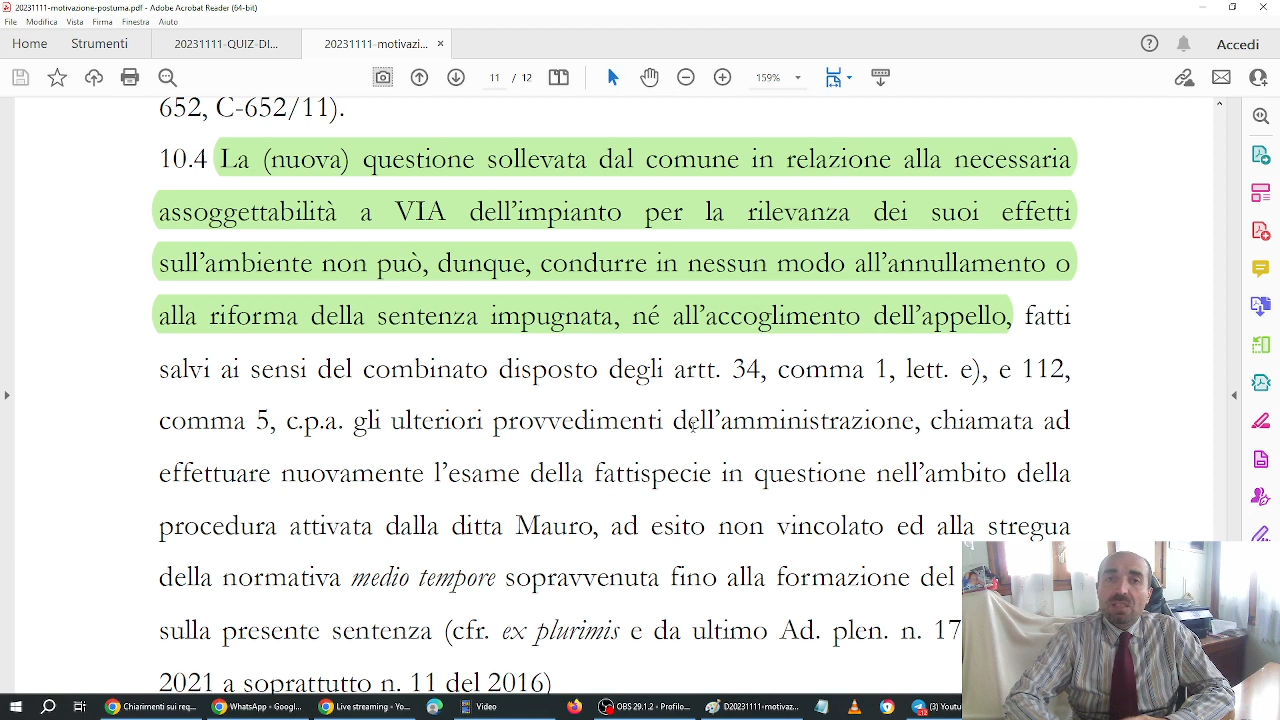 20231111-motivazione-postuma.pdf - Adobe Acrobat Reader (64-bit)
File Modifica Vista Firma Finestra Aiuto
Home Strumenti 20231111-QUIZ-DI... 20231111-motivazi... × Accedi
11 / 12 159%
652, C-652/11).
10.4 La (nuova) questione sollevata dal comune in relazione alla necessaria
assoggettabilità a VIA dell’impianto per la rilevanza dei suoi effetti
sull’ambiente non può, dunque, condurre in nessun modo all’annullamento o
alla riforma della sentenza impugnata, né all’accoglimento dell’appello, fatti
salvi ai sensi del combinato disposto degli artt. 34, comma 1, lett. e), e 112,
comma 5, c.p.a. gli ulteriori provvedimenti dell’amministrazione, chiamata ad
effettuare nuovamente l’esame della fattispecie in questione nell’ambito della
procedura attivata dalla ditta Mauro, ad esito non vincolato ed alla stregua
della normativa medio tempore sopravvenuta fino alla formazione del
sulla presente sentenza (cfr. ex plurimis e da ultimo Ad. plen. n. 17
2021 a soprattutto n. 11 del 2016)
Chiarimenti sui req... WhatsApp - Googl... Live streaming - Yo... Video OBS 29.1.2 - Profilo... D20231111-motivaz... (3) Youtu